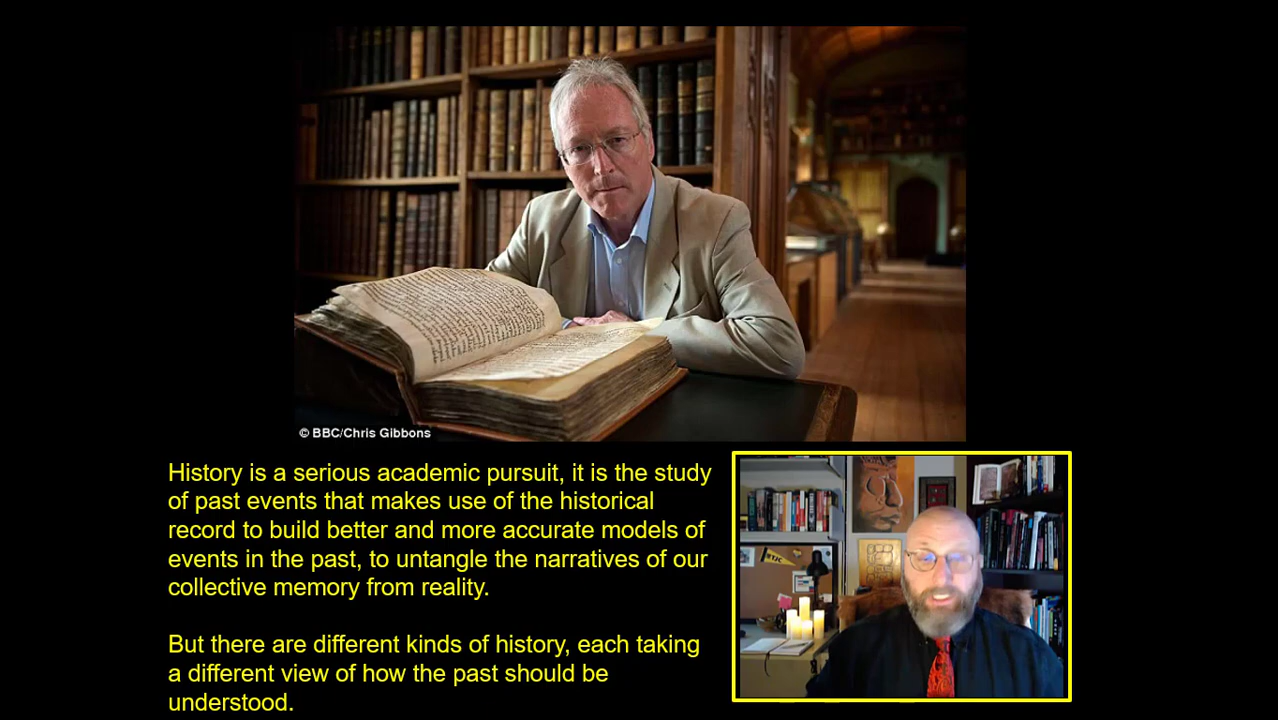 © BBC/Chris Gibbons
History is a serious academic pursuit, it is the study
of past events that makes use of the historical
record to build better and more accurate models of
events in the past, to untangle the narratives of our
collective memory from reality.
But there are different kinds of history, each taking
a different view of how the past should be
understood.